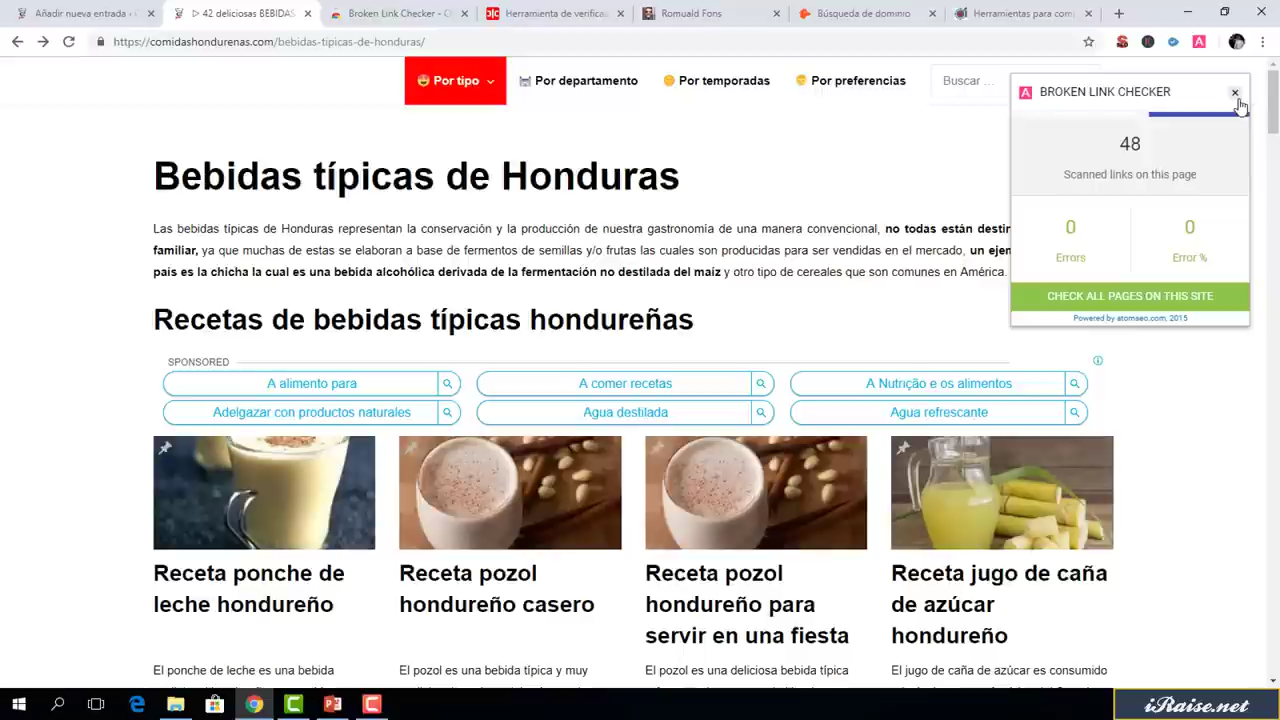 Añadir nueva entrada ‹
42 deliciosas BEBIDAS
Broken Link Checker - C
Herramienta de verifica
Romuald Fons
Búsqueda de dominio
Herramientas para com
https://comidashondurenas.com/bebidas-tipicas-de-honduras/
Por tipo
Por departamento
Por temporadas
Por preferencias
Buscar …
BROKEN LINK CHECKER
48
Scanned links on this page
0
0
Errors
Error %
CHECK ALL PAGES ON THIS SITE
Powered by atomseo.com, 2015
Bebidas típicas de Honduras
Las bebidas típicas de Honduras representan la conservación y la producción de nuestra gastronomía de una manera convencional, no todas están destin
familiar, ya que muchas de estas se elaboran a base de fermentos de semillas y/o frutas las cuales son producidas para ser vendidas en el mercado, un ejem
país es la chicha la cual es una bebida alcohólica derivada de la fermentación no destilada del maíz y otro tipo de cereales que son comunes en América.
Recetas de bebidas típicas hondureñas
SPONSORED
A alimento para
A comer recetas
A Nutrição e os alimentos
Adelgazar con productos naturales
Agua destilada
Agua refrescante
Receta ponche de
leche hondureño
Receta pozol
hondureño casero
Receta pozol
hondureño para
servir en una fiesta
Receta jugo de caña
de azúcar
hondureño
El ponche de leche es una bebida
El pozol es una bebida típica y muy
El pozol es una deliciosa bebida típica
El jugo de caña de azúcar es consumido
iRaise.net